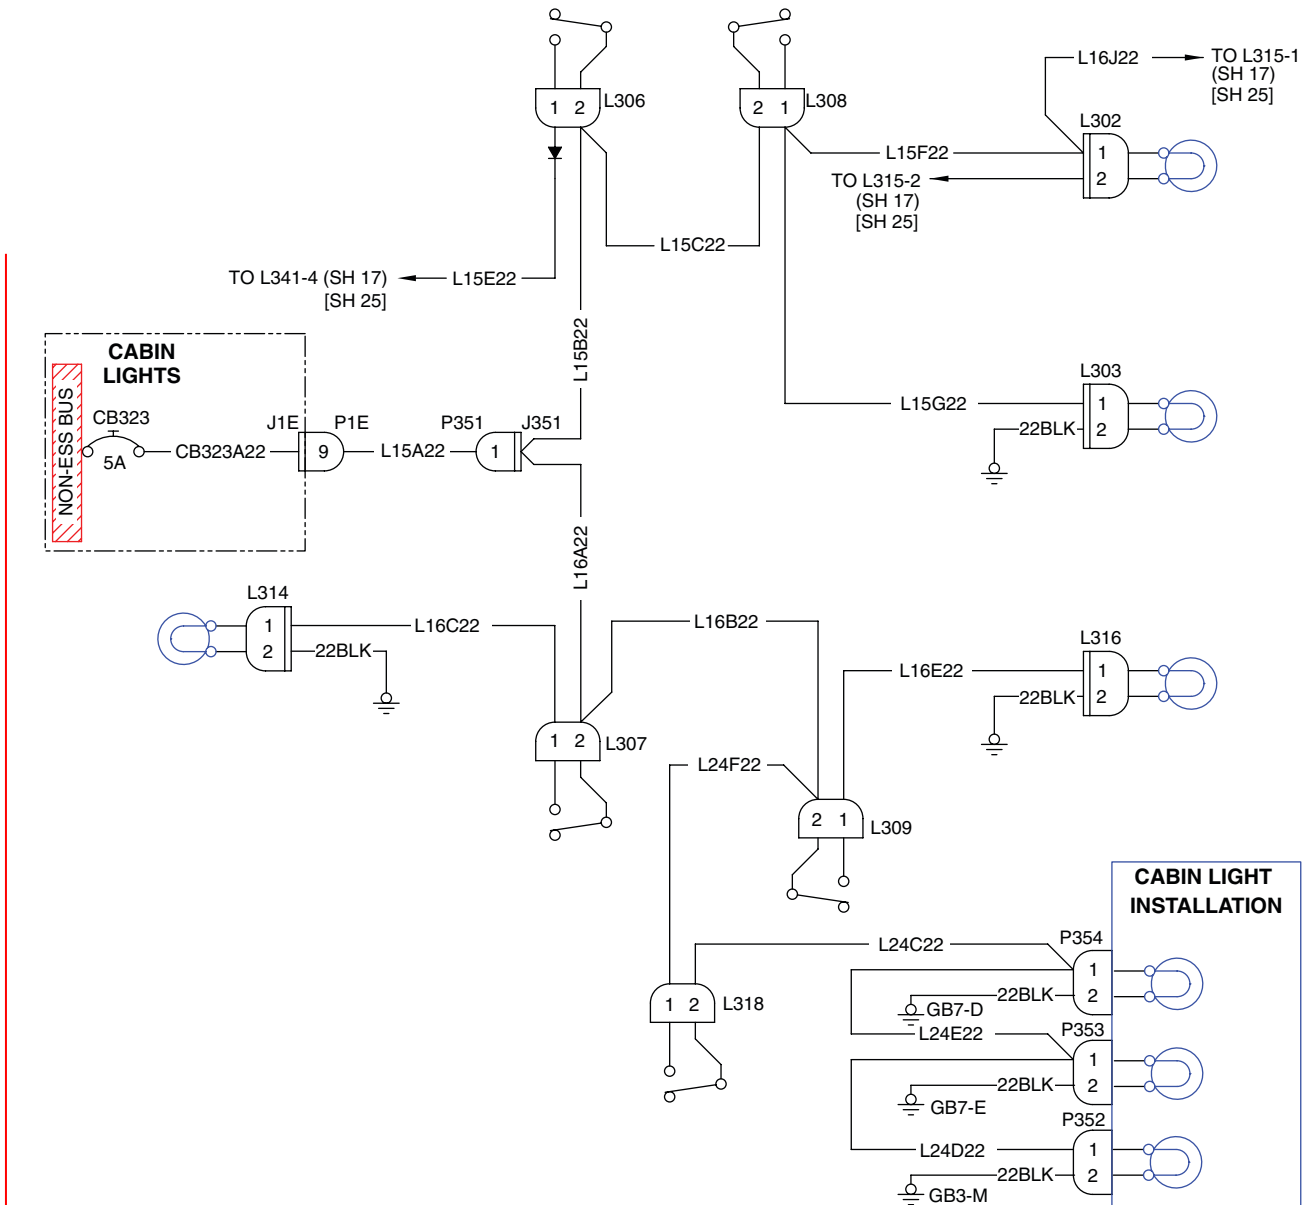 L16J22
TO L315-1
(SH 17)
[SH 25]
1 2
L306
2 1
L308
L302
1
2
L15F22
TO L315-2
(SH 17)
[SH 25]
L15C22
TO L341-4 (SH 17)
[SH 25]
L15E22
L15B22
CABIN
LIGHTS
NON-ESS BUS
CB323
5A
CB323A22
J1E
P1E
9
L15A22
P351
J351
1
L303
L15G22
1
2
22BLK
L16A22
L314
1
2
L16C22
22BLK
L16B22
L316
L16E22
1
2
22BLK
1 2
L307
L24F22
2 1
L309
CABIN LIGHT
INSTALLATION
L24C22
P354
1
2
22BLK
GB7-D
1 2
L318
L24E22
P353
1
2
22BLK
GB7-E
P352
L24D22
1
2
22BLK
GB3-M